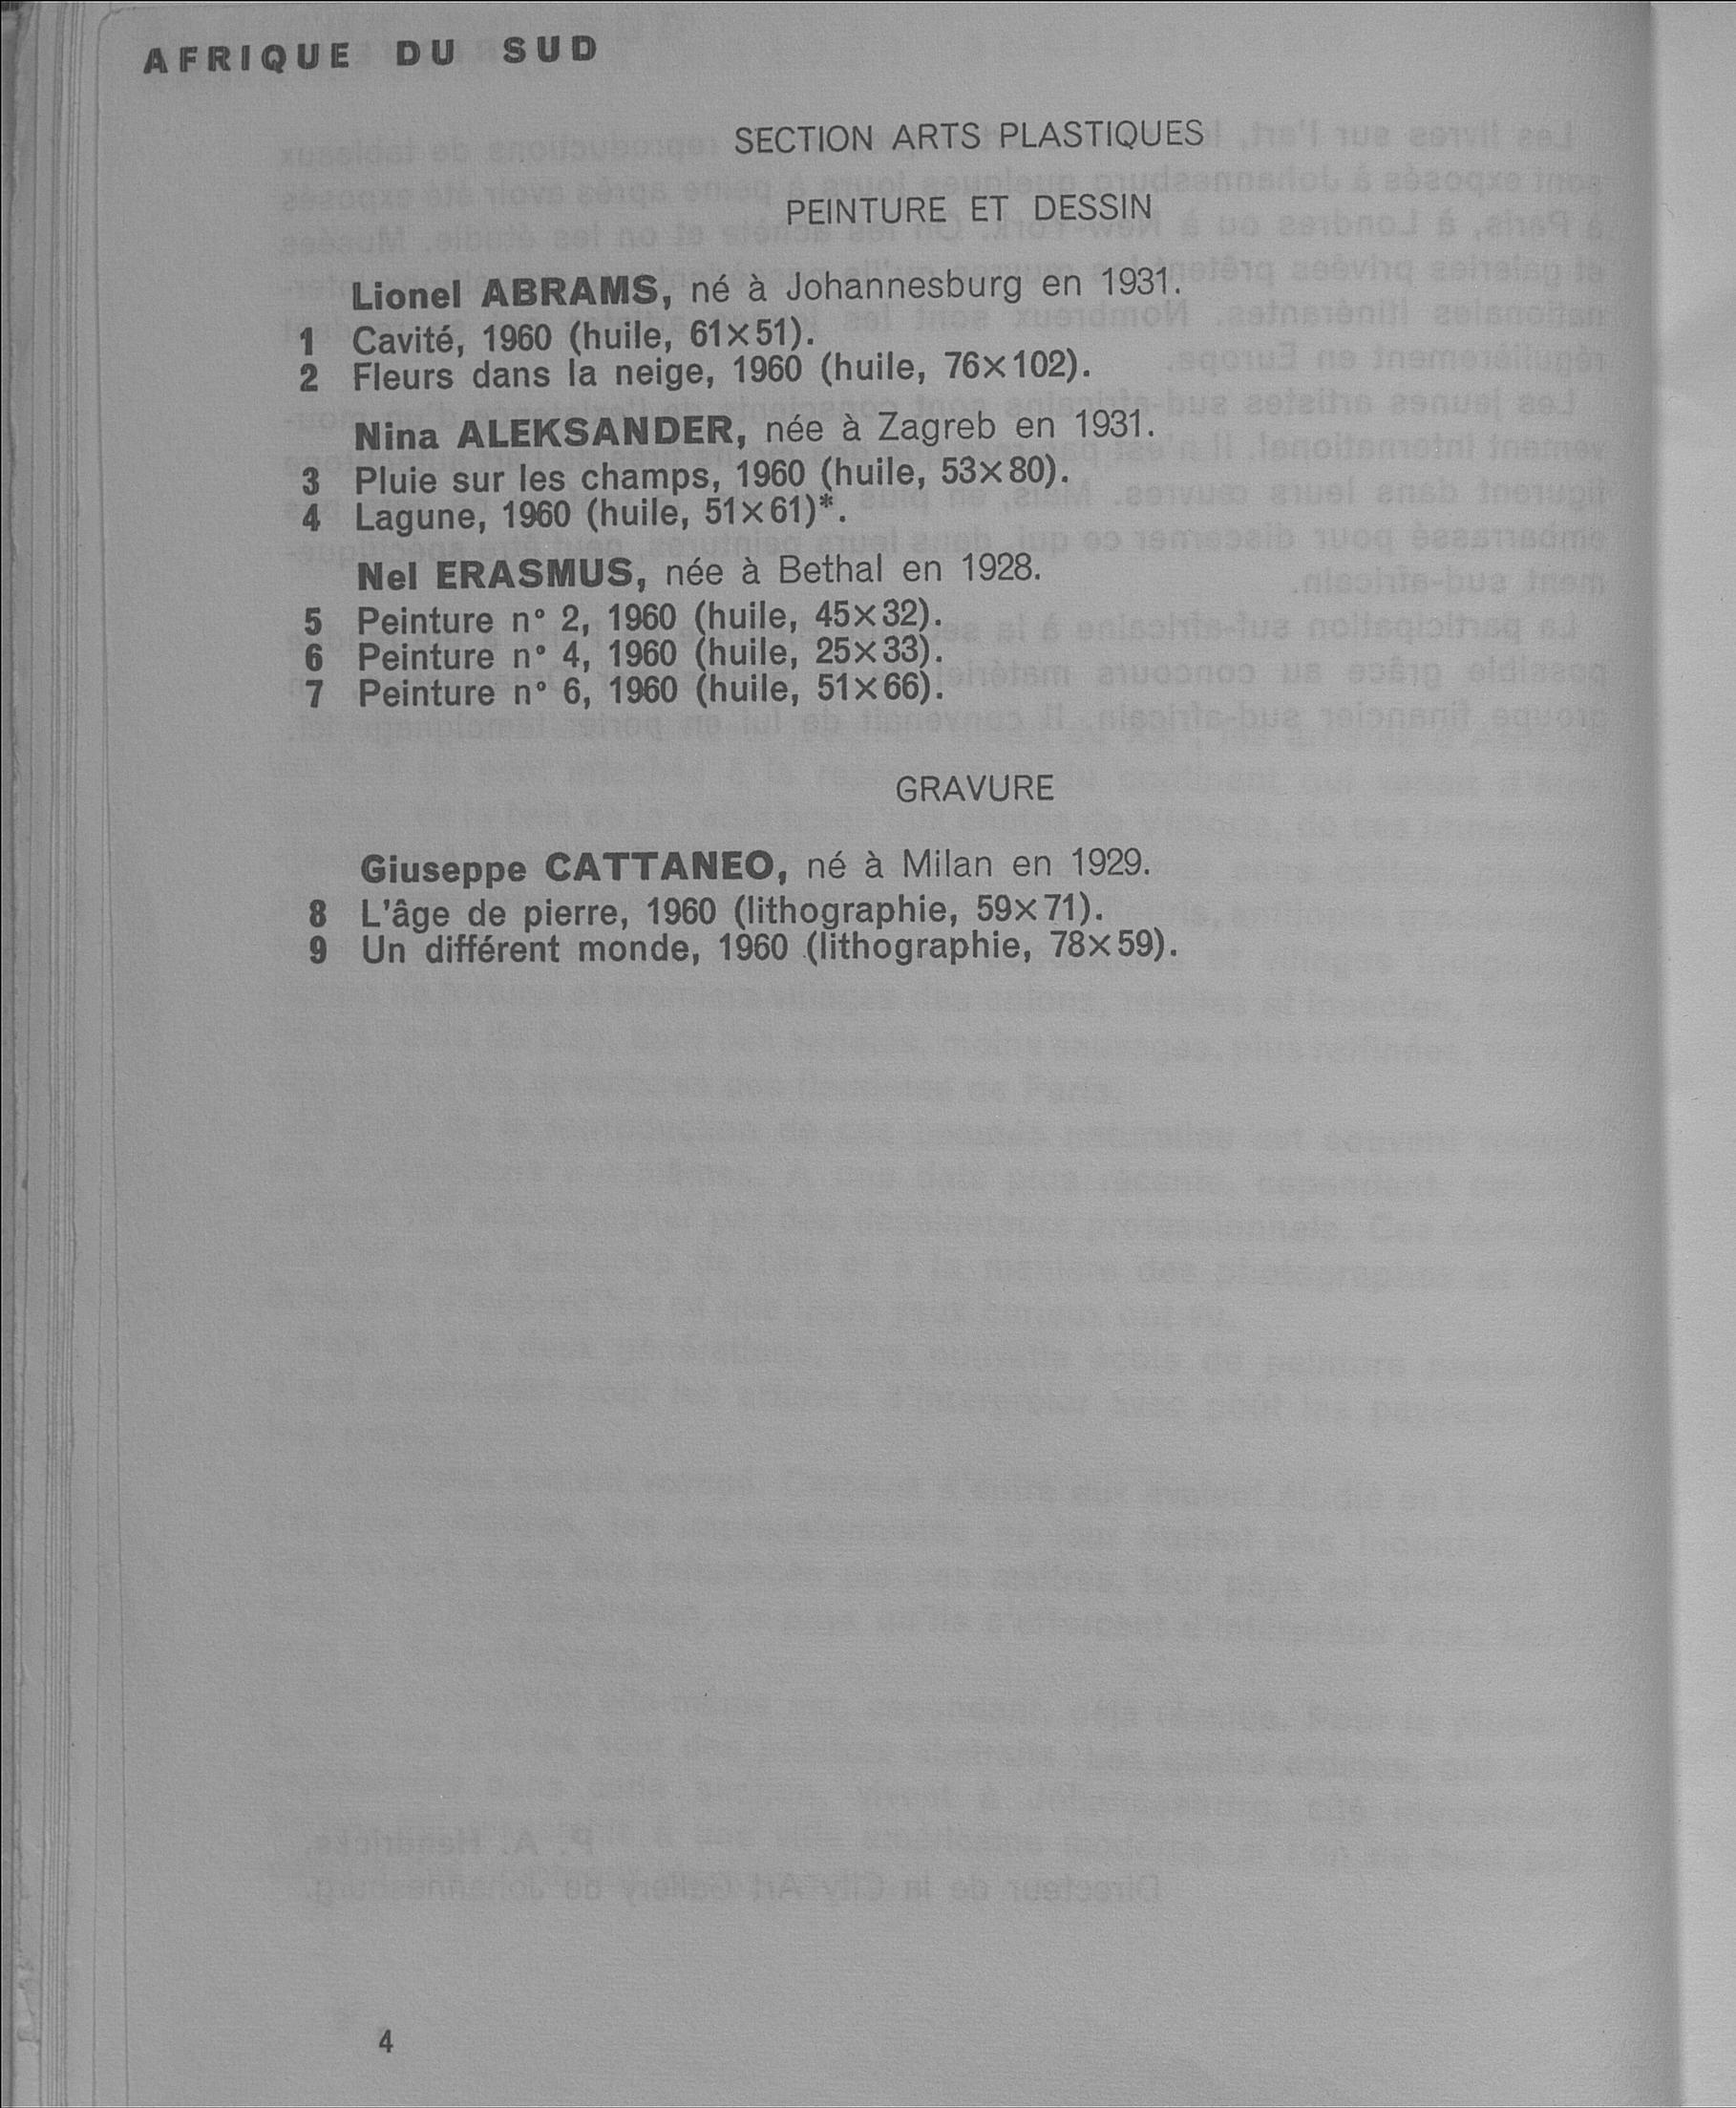 AFRIQUE DU SUD
SECTION ARTS PLASTIQUES
PEINTURE ET DESSIN
Lionel ABRAMS, né à Johannesburg en 1931.
1 Cavité, 1960 (huile, 61×51).
2 Fleurs dans la neige, 1960 (huile, 76×102).
Nina ALEKSANDER, née à Zagreb en 1931.
3 Pluie sur les champs, 1960 (huile, 53×80).
4 Lagune, 1960 (huile, 51×61)*.
Nel ERASMUS, née à Bethal en 1928.
5 Peinture n° 2, 1960 (huile, 45×32).
6 Peinture n° 4, 1960 (huile, 25×33).
7 Peinture n° 6, 1960 (huile, 51×66).
GRAVURE
Giuseppe CATTANEO, né à Milan en 1929.
8 L'âge de pierre, 1960 (lithographie, 59×71).
9 Un différent monde, 1960 (lithographie, 78×59).
4